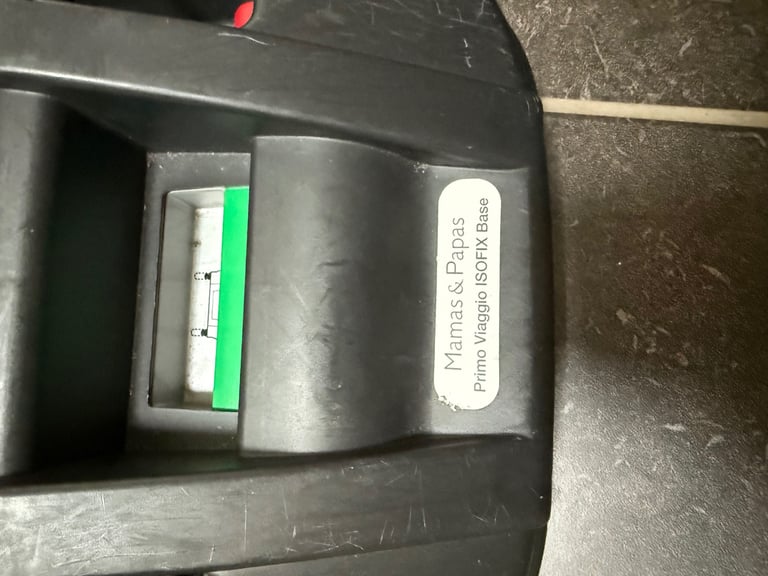 Mamas & Papas
Primo Viaggio ISOFIX Base